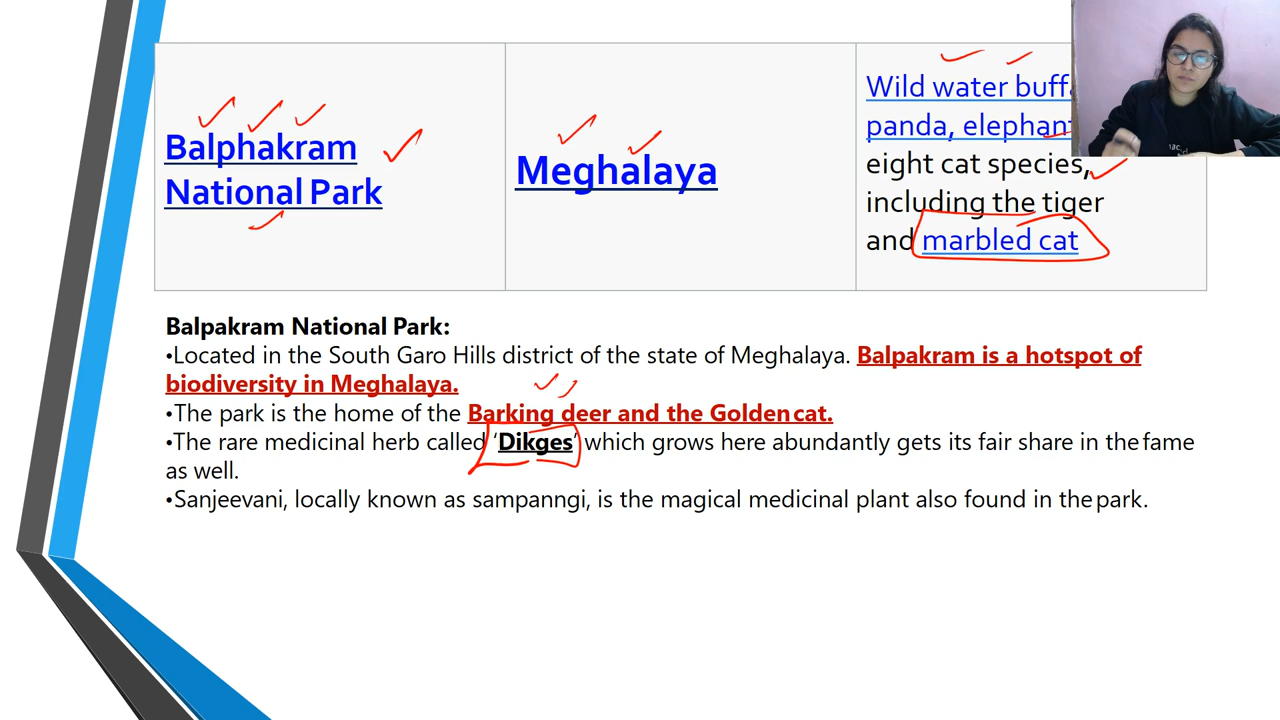 Balphakram
National Park
Meghalaya
Wild water
panda, elephant
eight cat species,
including the tiger
and marbled cat
Balpakram National Park:
•Located in the South Garo Hills district of the state of Meghalaya. Balpakram is a hotspot of
biodiversity in Meghalaya.
•The park is the home of the Barking deer and the Golden cat.
•The rare medicinal herb called ‘Dikges’ which grows here abundantly gets its fair share in the fame
as well.
•Sanjeevani, locally known as sampanngi, is the magical medicinal plant also found in the park.